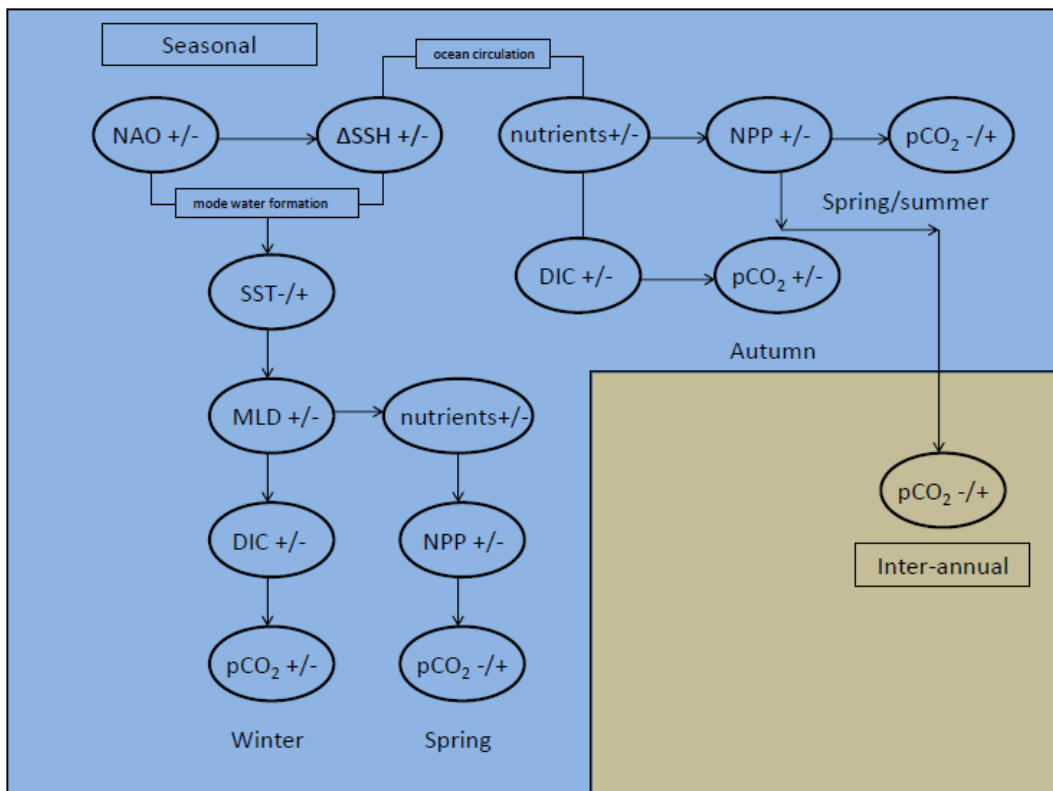 Seasonal
ocean circulation
NAO +/-
ΔSSH +/-
nutrients+/-
NPP +/-
pCO₂ -/+
mode water formation
Spring/summer
SST-/+
DIC +/-
pCO₂ +/-
Autumn
MLD +/-
nutrients+/-
pCO₂ -/+
DIC +/-
NPP +/-
Inter-annual
pCO₂ +/-
pCO₂ -/+
Winter
Spring